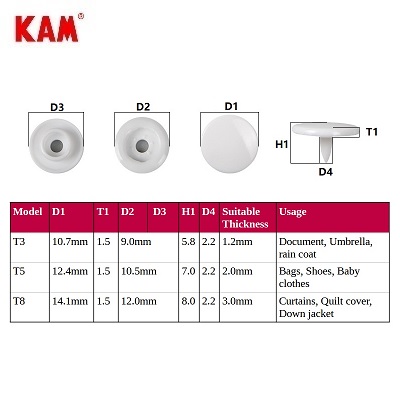 KAM®
D3 D2 D1
H1 T1
D4
Model D1 T1 D2 D3 H1 D4 Suitable Thickness Usage
T3 10.7mm 1.5 9.0mm 5.8 2.2 1.2mm Document, Umbrella,
rain coat
T5 12.4mm 1.5 10.5mm 7.0 2.2 2.0mm Bags, Shoes, Baby
clothes
T8 14.1mm 1.5 12.0mm 8.0 2.2 3.0mm Curtains, Quilt cover,
Down jacket